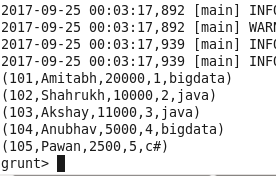 2017-09-25 00:03:17,892 [main] INFO
2017-09-25 00:03:17,892 [main] WARN
2017-09-25 00:03:17,939 [main] INFO
2017-09-25 00:03:17,939 [main] INFO
(101,Amitabh,20000,1,bigdata)
(102,Shahrukh,10000,2,java)
(103,Akshay,11000,3,java)
(104,Anubhav,5000,4,bigdata)
(105,Pawan,2500,5,c#)
grunt>